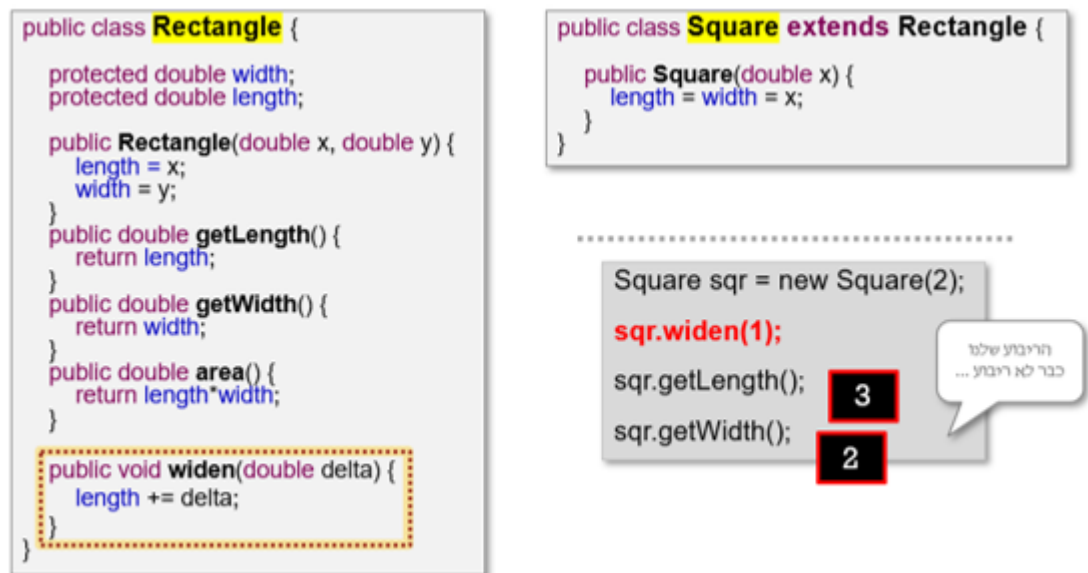 public class Rectangle {
protected double width;
protected double length;
public Rectangle(double x, double y) {
length = x;
width = y;
}
public double getLength() {
return length;
}
public double getWidth() {
return width;
}
public double area() {
return length*width;
}
public void widen(double delta) {
length += delta;
}
}
public class Square extends Rectangle {
public Square(double x) {
length = width = x;
}
}
Square sqr = new Square(2);
sqr.widen(1);
sqr.getLength();
3
sqr.getWidth();
2
הריבוע שלנו
כבר לא ריבוע ...